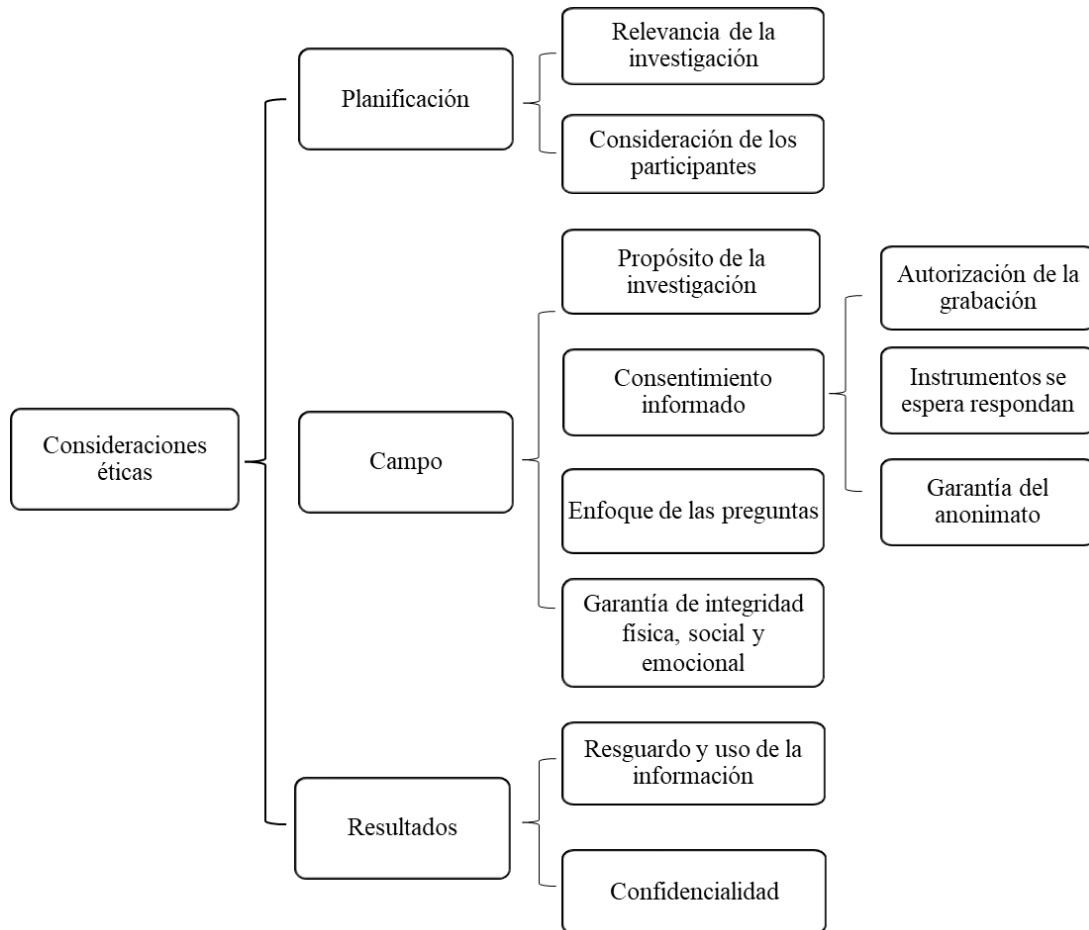 Consideraciones
éticas
Planificación
Relevancia de la
investigación
Consideración de los
participantes
Campo
Propósito de la
investigación
Consentimiento
informado
Autorización de la
grabación
Instrumentos se
espera respondan
Garantía del
anonimato
Enfoque de las preguntas
Garantía de integridad
física, social y
emocional
Resultados
Resguardo y uso de la
información
Confidencialidad